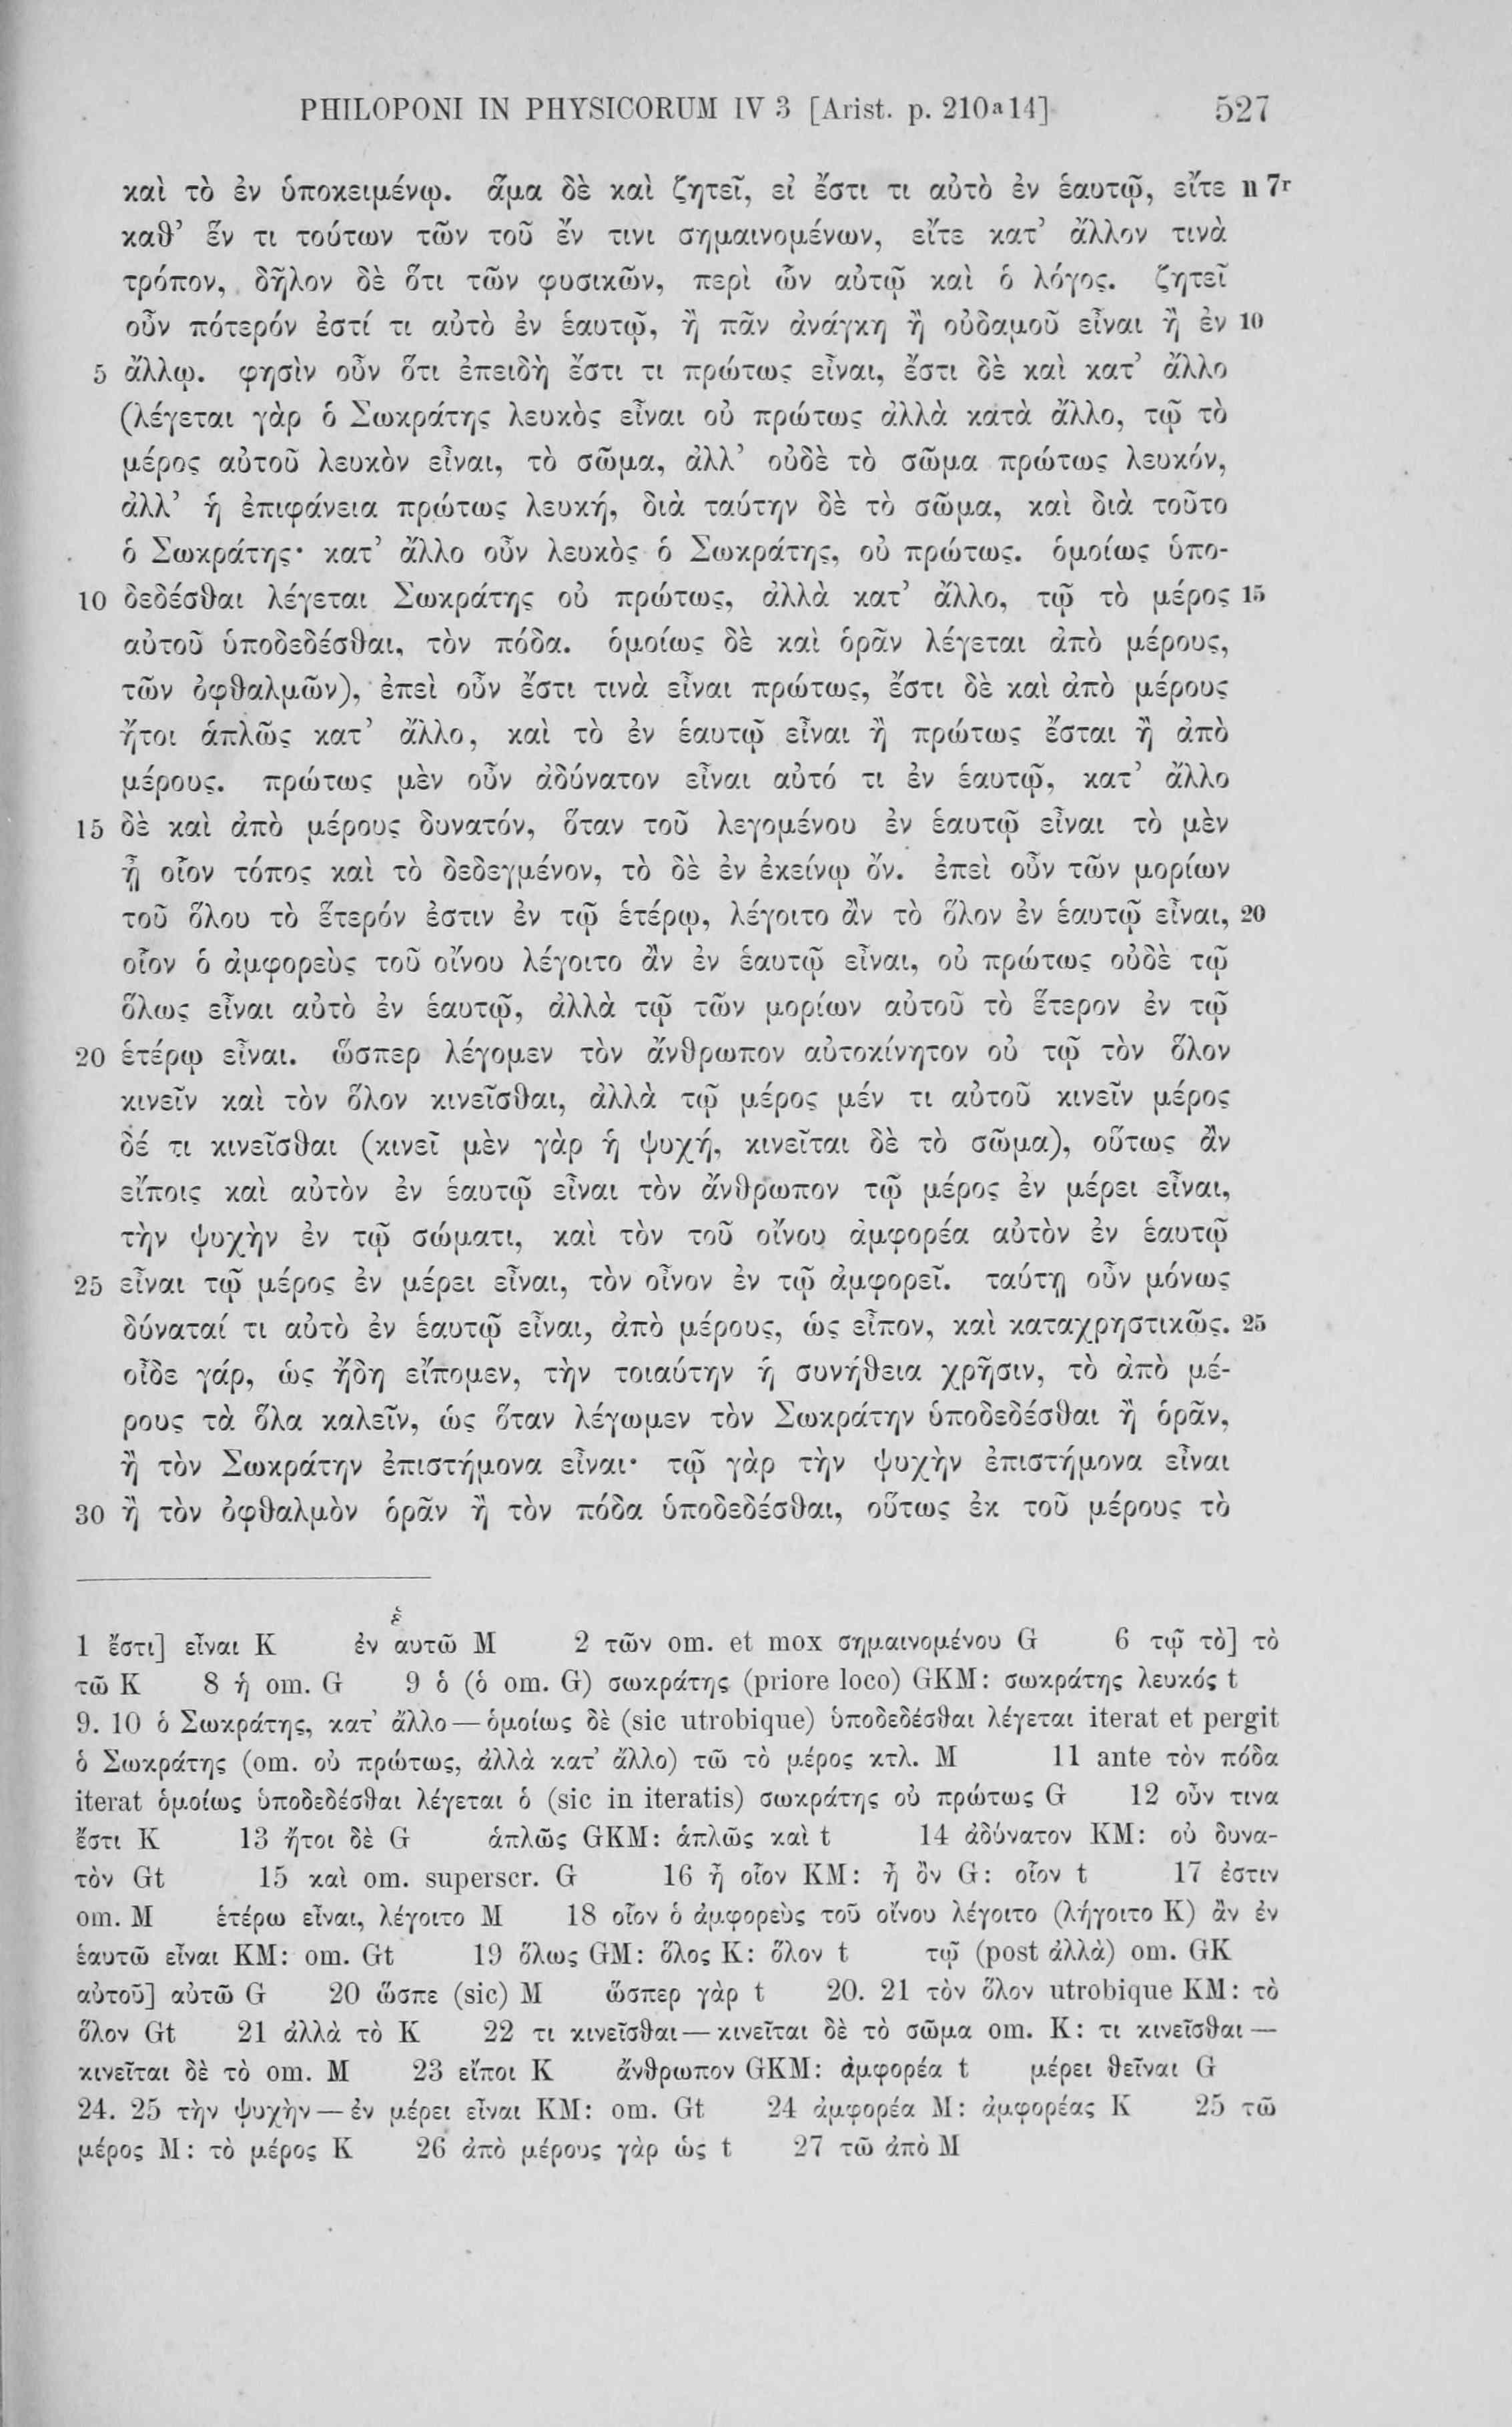 PHILOPONI IN PHYSICORUM IV 3 [Arist. p. 210a14] 527
καὶ τὸ ἐν ὑποκειμένῳ. ἅμα δὲ καὶ ζητεῖ, εἰ ἔστι τι αὐτὸ ἐν ἑαυτῷ, εἴτε n 7r
καθ’ ἕν τι τούτων τῶν τοῦ ἔν τινι σημαινομένων, εἴτε κατ’ ἄλλον τινὰ
τρόπον, δῆλον δὲ ὅτι τῶν φυσικῶν, περὶ ὧν αὐτῷ καὶ ὁ λόγος. ζητεῖ
οὖν πότερόν ἐστί τι αὐτὸ ἐν ἑαυτῷ, ἢ πᾶν ἀνάγκη ἢ οὐδαμοῦ εἶναι ἢ ἐν 10
5 ἄλλῳ. φησὶν οὖν ὅτι ἐπειδὴ ἔστι τι πρώτως εἶναι, ἔστι δὲ καὶ κατ’ ἄλλο
(λέγεται γὰρ ὁ Σωκράτης λευκὸς εἶναι οὐ πρώτως ἀλλὰ κατὰ ἄλλο, τῷ τὸ
μέρος αὐτοῦ λευκὸν εἶναι, τὸ σῶμα, ἀλλ’ οὐδὲ τὸ σῶμα πρώτως λευκόν,
ἀλλ’ ἡ ἐπιφάνεια πρώτως λευκή, διὰ ταύτην δὲ τὸ σῶμα, καὶ διὰ τοῦτο
ὁ Σωκράτης· κατ’ ἄλλο οὖν λευκὸς ὁ Σωκράτης, οὐ πρώτως. ὁμοίως ὑπο-
10 δεδέσθαι λέγεται Σωκράτης οὐ πρώτως, ἀλλὰ κατ’ ἄλλο, τῷ τὸ μέρος 15
αὐτοῦ ὑποδεδέσθαι, τὸν πόδα. ὁμοίως δὲ καὶ ὁρᾶν λέγεται ἀπὸ μέρους,
τῶν ὀφθαλμῶν), ἐπεὶ οὖν ἔστι τινὰ εἶναι πρώτως, ἔστι δὲ καὶ ἀπὸ μέρους
ἤτοι ἁπλῶς κατ’ ἄλλο, καὶ τὸ ἐν ἑαυτῷ εἶναι ἢ πρώτως ἔσται ἢ ἀπὸ
μέρους. πρώτως μὲν οὖν ἀδύνατον εἶναι αὐτό τι ἐν ἑαυτῷ, κατ’ ἄλλο
15 δὲ καὶ ἀπὸ μέρους δυνατόν, ὅταν τοῦ λεγομένου ἐν ἑαυτῷ εἶναι τὸ μὲν
ᾖ οἷον τόπος καὶ τὸ δεδεγμένον, τὸ δὲ ἐν ἐκείνῳ ὄν. ἐπεὶ οὖν τῶν μορίων
τοῦ ὅλου τὸ ἕτερόν ἐστιν ἐν τῷ ἑτέρῳ, λέγοιτο ἂν τὸ ὅλον ἐν ἑαυτῷ εἶναι, 20
οἷον ὁ ἀμφορεὺς τοῦ οἴνου λέγοιτο ἂν ἐν ἑαυτῷ εἶναι, οὐ πρώτως οὐδὲ τῷ
ὅλως εἶναι αὐτὸ ἐν ἑαυτῷ, ἀλλὰ τῷ τῶν μορίων αὐτοῦ τὸ ἕτερον ἐν τῷ
20 ἑτέρῳ εἶναι. ὥσπερ λέγομεν τὸν ἄνθρωπον αὐτοκίνητον οὐ τῷ τὸν ὅλον
κινεῖν καὶ τὸν ὅλον κινεῖσθαι, ἀλλὰ τῷ μέρος μέν τι αὐτοῦ κινεῖν μέρος
δέ τι κινεῖσθαι (κινεῖ μὲν γὰρ ἡ ψυχή, κινεῖται δὲ τὸ σῶμα), οὕτως ἂν
εἴποις καὶ αὐτὸν ἐν ἑαυτῷ εἶναι τὸν ἄνθρωπον τῷ μέρος ἐν μέρει εἶναι,
τὴν ψυχὴν ἐν τῷ σώματι, καὶ τὸν τοῦ οἴνου ἀμφορέα αὐτὸν ἐν ἑαυτῷ
25 εἶναι τῷ μέρος ἐν μέρει εἶναι, τὸν οἶνον ἐν τῷ ἀμφορεῖ. ταύτῃ οὖν μόνως
δύναταί τι αὐτὸ ἐν ἑαυτῷ εἶναι, ἀπὸ μέρους, ὡς εἶπον, καὶ καταχρηστικῶς. 25
οἶδε γάρ, ὡς ἤδη εἴπομεν, τὴν τοιαύτην ἡ συνήθεια χρῆσιν, τὸ ἀπὸ μέ-
ρους τὰ ὅλα καλεῖν, ὡς ὅταν λέγωμεν τὸν Σωκράτην ὑποδεδέσθαι ἢ ὁρᾶν,
ἢ τὸν Σωκράτην ἐπιστήμονα εἶναι· τῷ γὰρ τὴν ψυχὴν ἐπιστήμονα εἶναι
30 ἢ τὸν ὀφθαλμὸν ὁρᾶν ἢ τὸν πόδα ὑποδεδέσθαι, οὕτως ἐκ τοῦ μέρους τὸ
1 ἔστι] εἶναι K ἐν ἑαυτῶ M 2 τῶν om. et mox σημαινομένου G 6 τῷ τὸ] τὸ
τῶ K 8 ἡ om. G 9 ὁ (ὁ om. G) σωκράτης (priore loco) GKM: σωκράτης λευκός t
9. 10 ὁ Σωκράτης, κατ’ ἄλλο — ὁμοίως δὲ (sic utrobique) ὑποδεδέσθαι λέγεται iterat et pergit
ὁ Σωκράτης (om. οὐ πρώτως, ἀλλὰ κατ’ ἄλλο) τῶ τὸ μέρος κτλ. M 11 ante τὸν πόδα
iterat ὁμοίως ὑποδεδέσθαι λέγεται ὁ (sic in iteratis) σωκράτης οὐ πρώτως G 12 οὖν τινα
ἔστι K 13 ἤτοι δὲ G ἁπλῶς GKM: ἁπλῶς καὶ t 14 ἀδύνατον KM: οὐ δυνα-
τὸν Gt 15 καὶ om. superscr. G 16 ᾖ οἷον KM: ᾖ ὂν G: οἷον t 17 ἐστιν
om. M ἑτέρω εἶναι, λέγοιτο M 18 οἷον ὁ ἀμφορεὺς τοῦ οἴνου λέγοιτο (λήγοιτο K) ἂν ἐν
ἑαυτῶ εἶναι KM: om. Gt 19 ὅλως GM: ὅλος K: ὅλον t τῷ (post ἀλλὰ) om. GK
αὐτοῦ] αὐτῶ G 20 ὥσπε (sic) M ὥσπερ γὰρ t 20. 21 τὸν ὅλον utrobique KM: τὸ
ὅλον Gt 21 ἀλλὰ τὸ K 22 τι κινεῖσθαι — κινεῖται δὲ τὸ σῶμα om. K: τι κινεῖσθαι —
κινεῖται δὲ τὸ om. M 23 εἴποι K ἄνθρωπον GKM: ἀμφορέα t μέρει θεῖναι G
24. 25 τὴν ψυχὴν — ἐν μέρει εἶναι KM: om. Gt 24 ἀμφορέα M: ἀμφορέας K 25 τῶ
μέρος M: τὸ μέρος K 26 ἀπὸ μέρους γὰρ ὡς t 27 τῶ ἀπὸ M